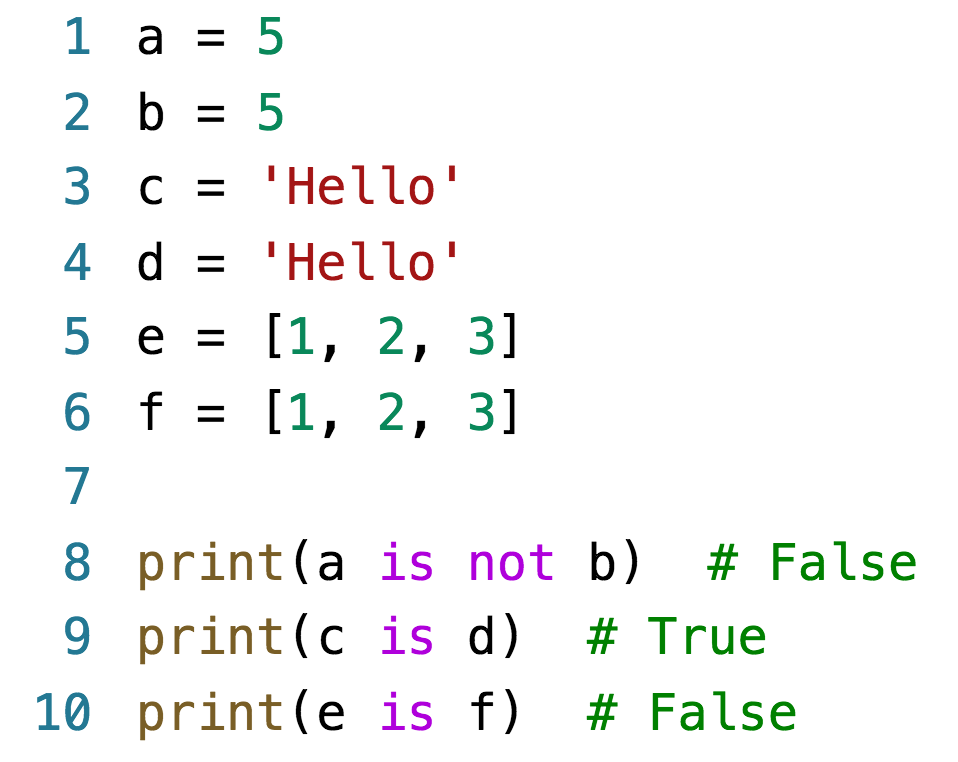 1 a = 5
2 b = 5
3 c = 'Hello'
4 d = 'Hello'
5 e = [1, 2, 3]
6 f = [1, 2, 3]
7
8 print(a is not b)  # False
9 print(c is d)  # True
10 print(e is f)  # False